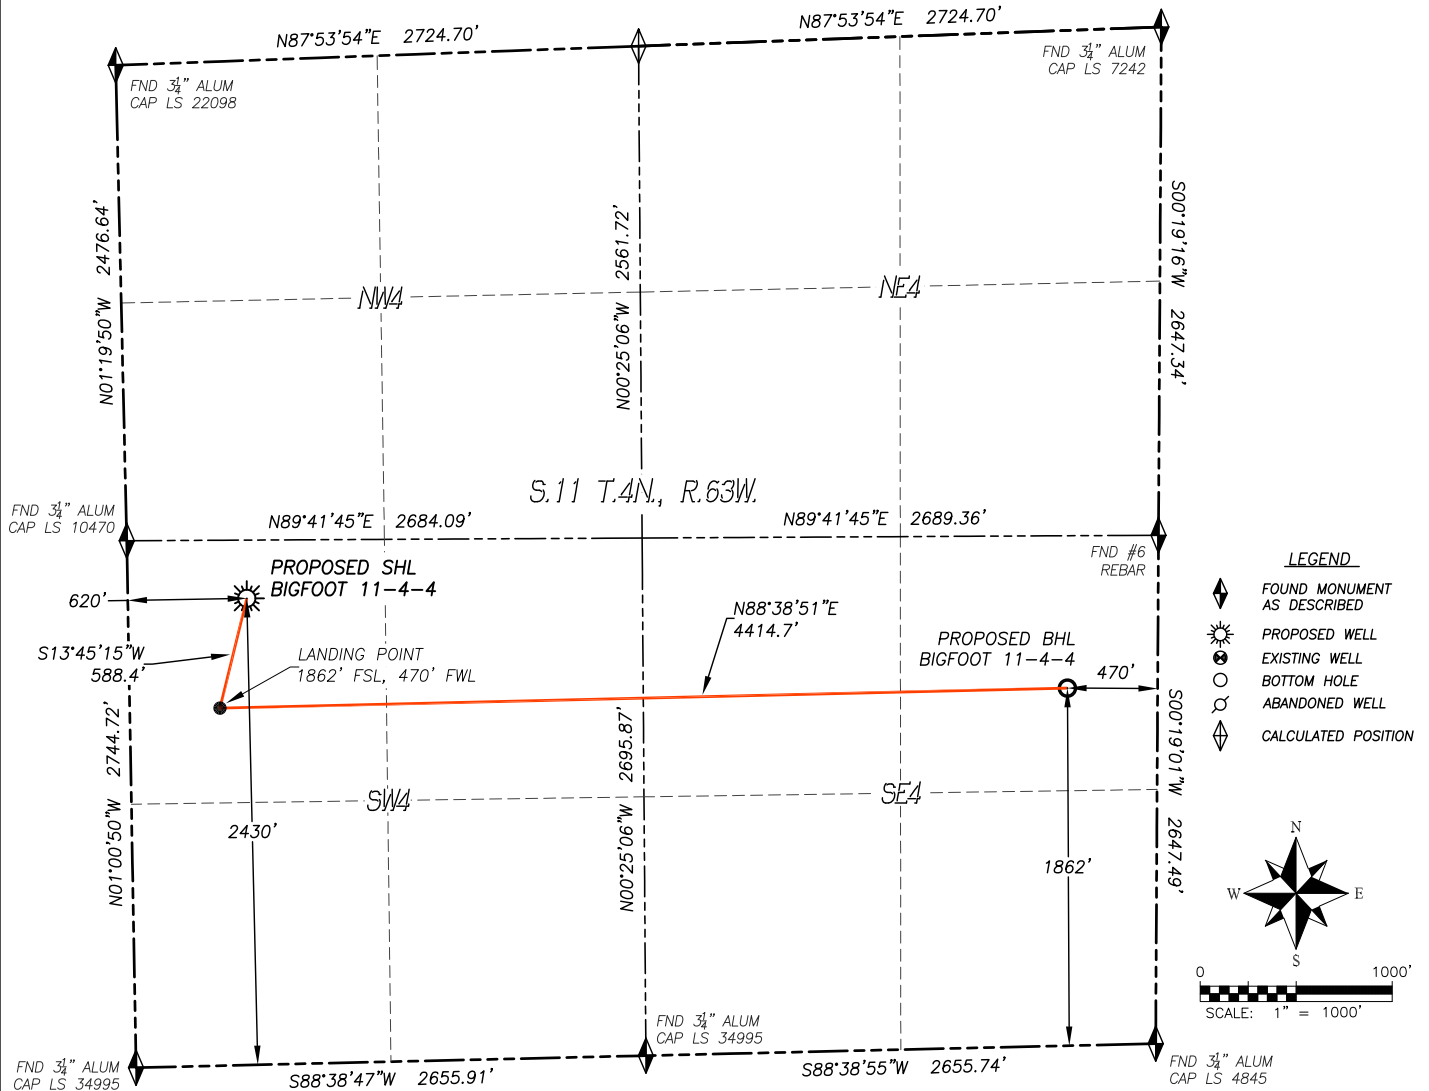 N87°53'54"E 2724.70'
N87°53'54"E 2724.70'
FND 3¼" ALUM
CAP LS 22098
FND 3¼" ALUM
CAP LS 7242
N01°19'50"W 2476.64'
N00°25'06"W 2561.72'
S00°19'16"W 2647.34'
NW4
NE4
S.11 T.4N., R.63W.
FND 3¼" ALUM
CAP LS 10470
N89°41'45"E 2684.09'
N89°41'45"E 2689.36'
FND #6
REBAR
PROPOSED SHL
BIGFOOT 11-4-4
620'
S13°45'15"W
588.4'
LANDING POINT
1862' FSL, 470' FWL
N88°38'51"E
4414.7'
PROPOSED BHL
BIGFOOT 11-4-4
470'
N01°00'50"W 2744.72'
N00°25'06"W 2695.87'
S00°19'01"W 2647.49'
SW4
SE4
2430'
1862'
FND 3¼" ALUM
CAP LS 34995
S88°38'47"W 2655.91'
FND 3¼" ALUM
CAP LS 34995
S88°38'55"W 2655.74'
FND 3¼" ALUM
CAP LS 4845
LEGEND
FOUND MONUMENT
AS DESCRIBED
PROPOSED WELL
EXISTING WELL
BOTTOM HOLE
ABANDONED WELL
CALCULATED POSITION
N
W
E
S
0 1000'
SCALE: 1" = 1000'